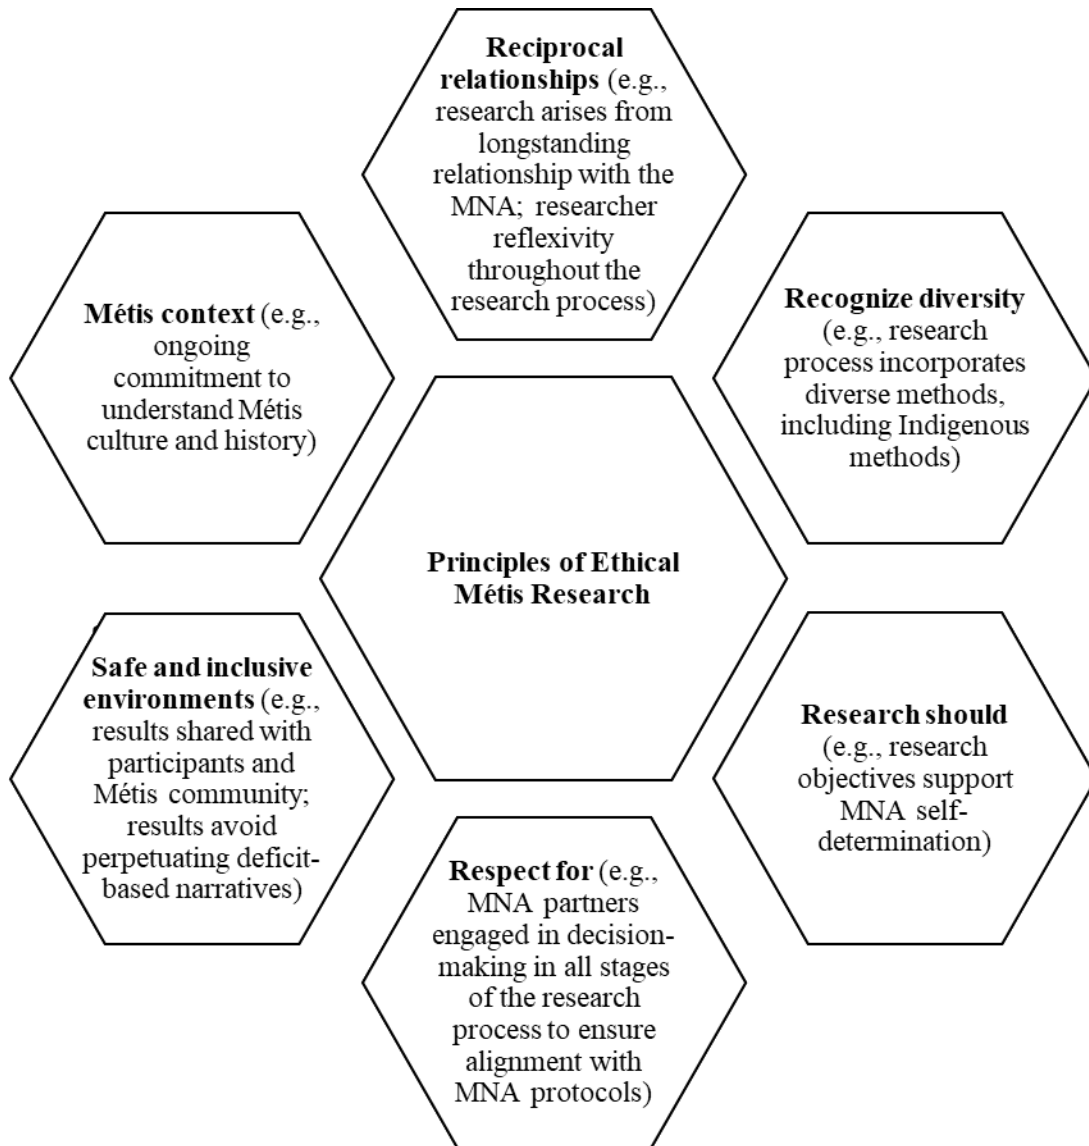 Reciprocal
relationships (e.g.,
research arises from
longstanding
relationship with the
MNA; researcher
reflexivity
throughout the
research process)
Recognize diversity
(e.g., research
process incorporates
diverse methods,
including Indigenous
methods)
Research should
(e.g., research
objectives support
MNA self-
determination)
Respect for (e.g.,
MNA partners
engaged in decision-
making in all stages
of the research
process to ensure
alignment with
MNA protocols)
Safe and inclusive
environments (e.g.,
results shared with
participants and
Métis community;
results avoid
perpetuating deficit-
based narratives)
Métis context (e.g.,
ongoing
commitment to
understand Métis
culture and history)
Principles of Ethical
Métis Research